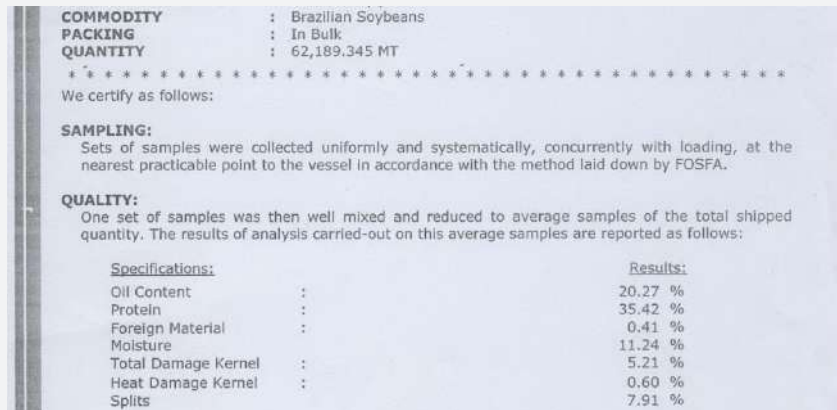 COMMODITY : Brazilian Soybeans
PACKING : In Bulk
QUANTITY : 62,189.345 MT
* * * * * * * * * * * * * * * * * * * * * * * * * * * * * * * * * * * * * * * *
We certify as follows:
SAMPLING:
Sets of samples were collected uniformly and systematically, concurrently with loading, at the
nearest practicable point to the vessel in accordance with the method laid down by FOSFA.
QUALITY:
One set of samples was then well mixed and reduced to average samples of the total shipped
quantity. The results of analysis carried-out on this average samples are reported as follows:
Specifications: Results:
Oil Content : 20.27 %
Protein : 35.42 %
Foreign Material : 0.41 %
Moisture 11.24 %
Total Damage Kernel : 5.21 %
Heat Damage Kernel : 0.60 %
Splits 7.91 %